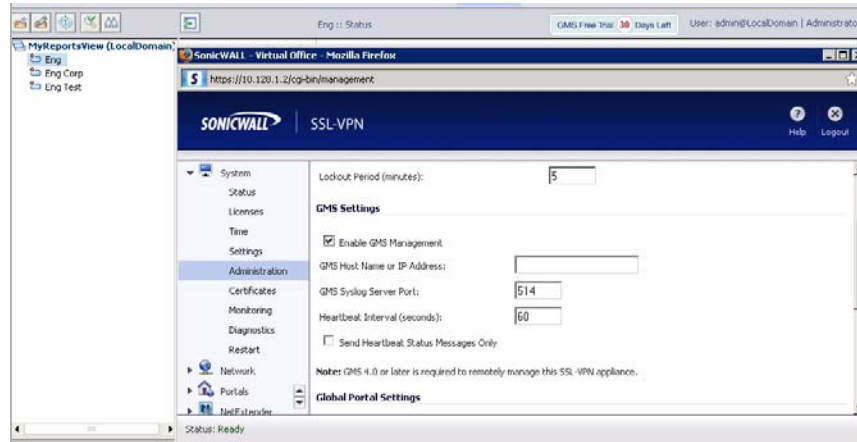 Eng :: Status
GMS Free Trial 30 Days Left
User: admin@LocalDomain | Administrato
MyReportsView (LocalDomain)
Eng
Eng Corp
Eng Test
SonicWALL - Virtual Office - Mozilla Firefox
S https://10.120.1.2/cgi-bin/management
SONICWALL SSL-VPN
Help
Logout
System
Status
Licenses
Time
Settings
Administration
Certificates
Monitoring
Diagnostics
Restart
Network
Portals
NetExtender
Lockout Period (minutes): 5
GMS Settings
Enable GMS Management
GMS Host Name or IP Address:
GMS Syslog Server Port: 514
Heartbeat Interval (seconds): 60
Send Heartbeat Status Messages Only
Note: GMS 4.0 or later is required to remotely manage this SSL-VPN appliance.
Global Portal Settings
Status: Ready